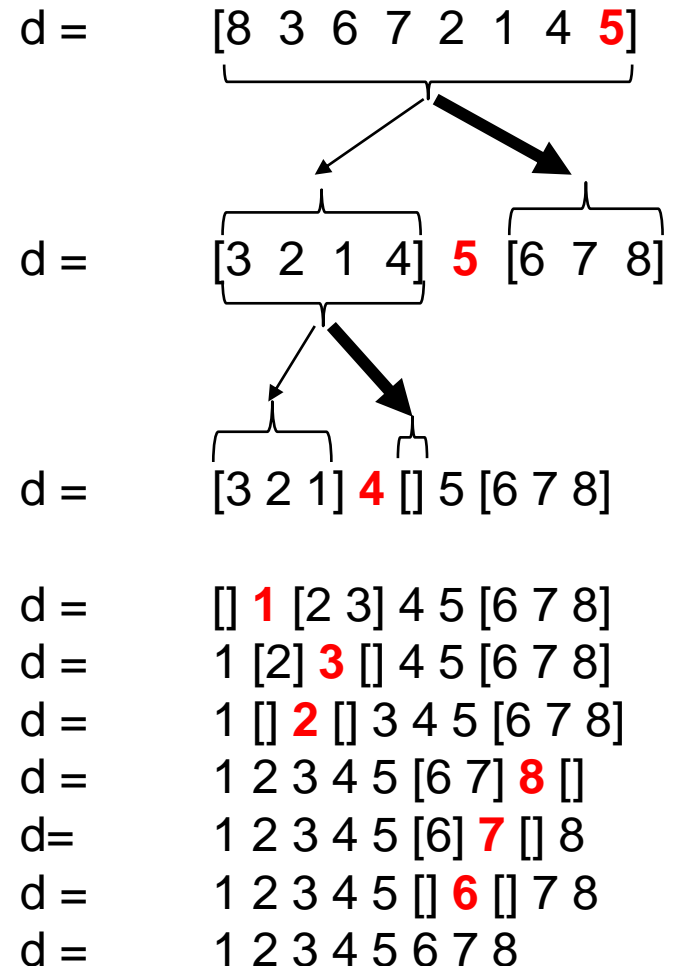 d = [8 3 6 7 2 1 4 5]
d = [3 2 1 4] 5 [6 7 8]
d = [3 2 1] 4 [] 5 [6 7 8]
d = [] 1 [2 3] 4 5 [6 7 8]
d = 1 [2] 3 [] 4 5 [6 7 8]
d = 1 [] 2 [] 3 4 5 [6 7 8]
d = 1 2 3 4 5 [6 7] 8 []
d= 1 2 3 4 5 [6] 7 [] 8
d = 1 2 3 4 5 [] 6 [] 7 8
d = 1 2 3 4 5 6 7 8